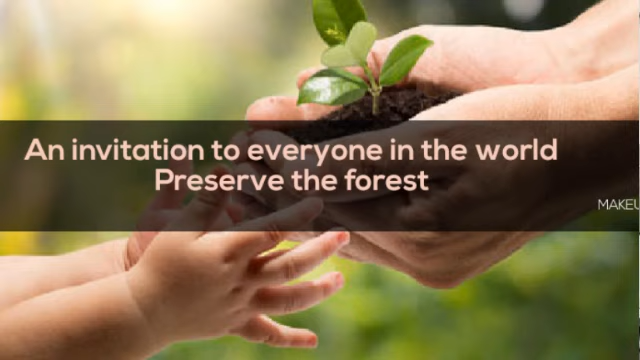 An invitation to everyone in the world
Preserve the forest